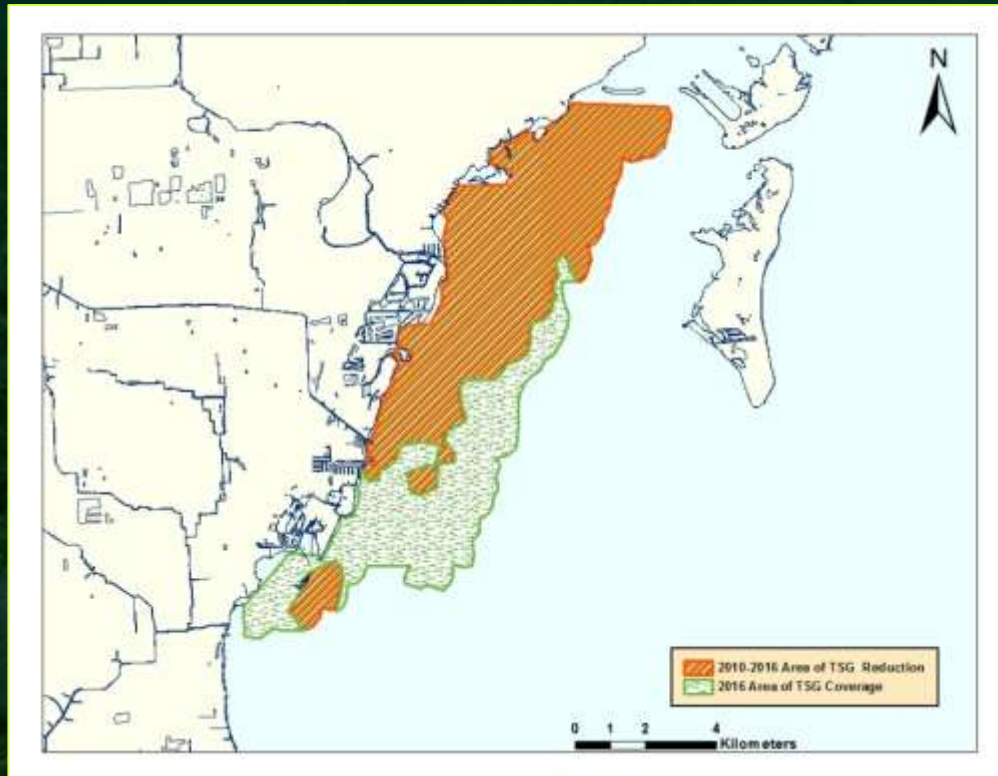 N
2010-2016 Area of TSG Reduction
2016 Area of TSG Coverage
0 1 2 4
Kilometers